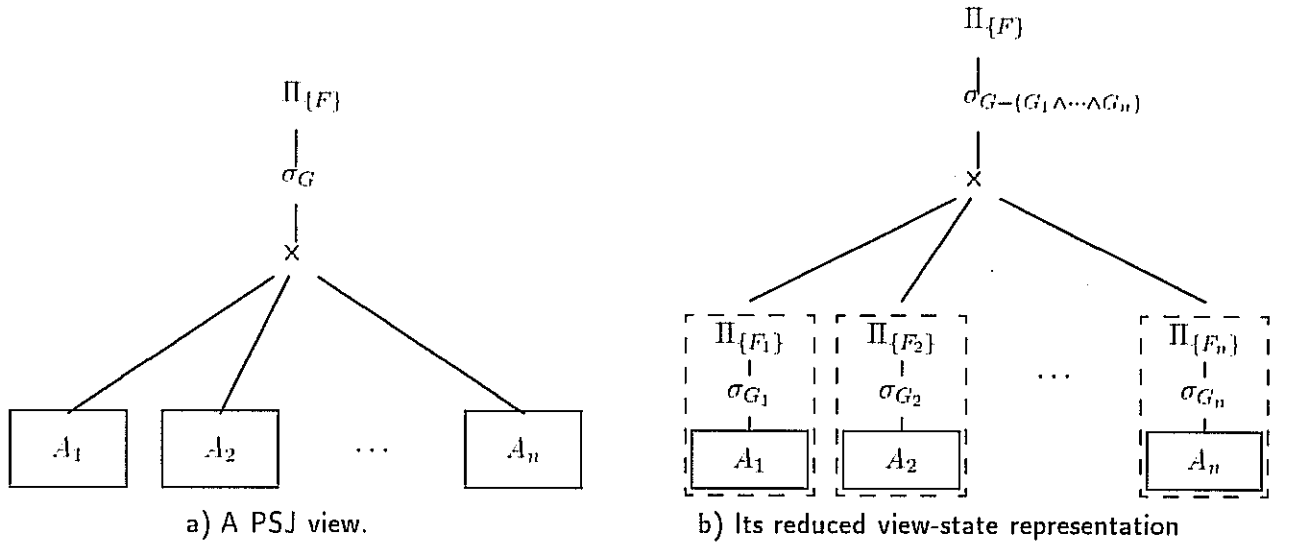 Π{F}
σG
×
A1 A2 ··· An
a) A PSJ view.
Π{F}
σG−(G1∧···∧Gn)
×
Π{F1} Π{F2} Π{Fn}
···
σG1 σG2 σGn
A1 A2 An
b) Its reduced view-state representation